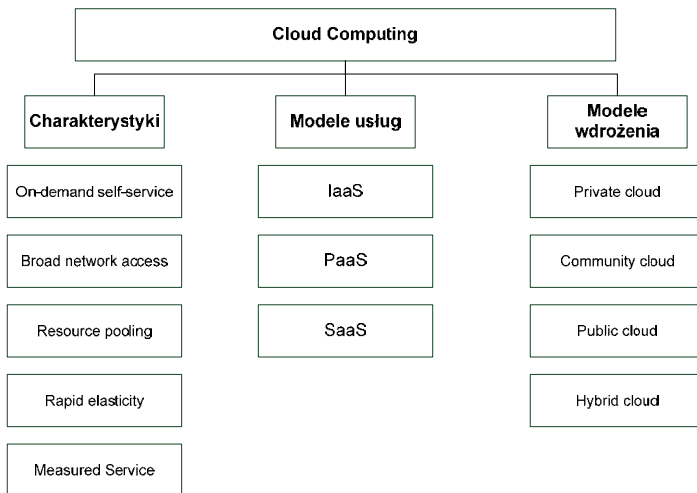 Cloud Computing
Charakterystyki
Modele usług
Modele
wdrożenia
On-demand self-service
IaaS
Private cloud
Broad network access
PaaS
Community cloud
Resource pooling
SaaS
Public cloud
Rapid elasticity
Hybrid cloud
Measured Service